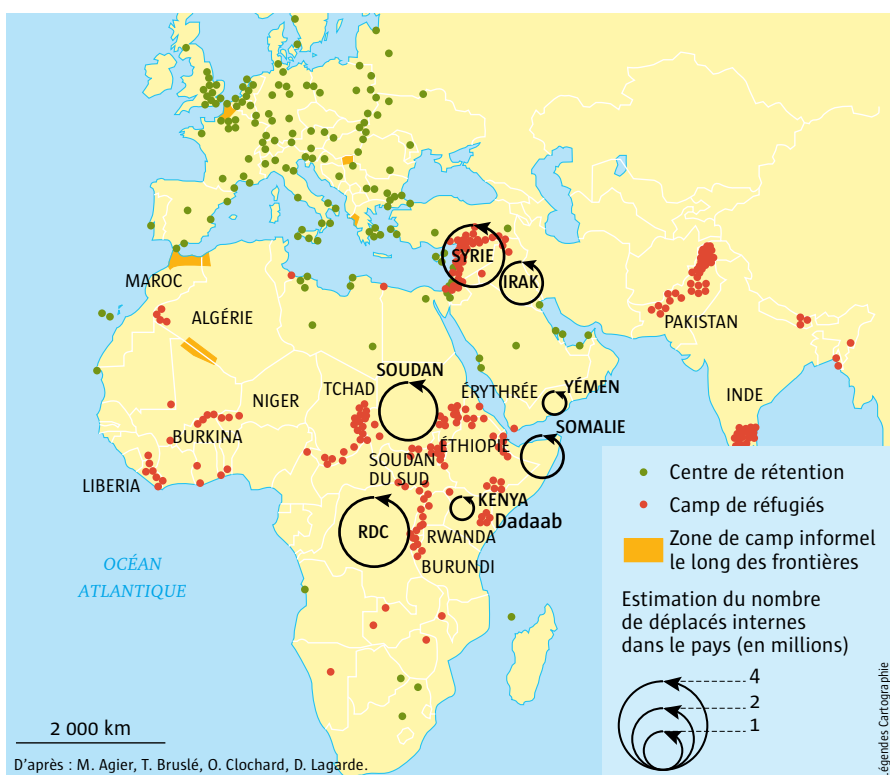 SYRIE
IRAK
MAROC
ALGÉRIE
PAKISTAN
SOUDAN
TCHAD
ÉRYTHRÉE
YÉMEN
NIGER
INDE
SOMALIE
BURKINA
ÉTHIOPIE
SOUDAN
DU SUD
LIBERIA
KENYA
Dadaab
RDC
RWANDA
BURUNDI
OCÉAN
ATLANTIQUE
2 000 km
D'après : M. Agier, T. Bruslé, O. Clochard, D. Lagarde.
Centre de rétention
Camp de réfugiés
Zone de camp informel
le long des frontières
Estimation du nombre
de déplacés internes
dans le pays (en millions)
4
2
1
Légendes Cartographie